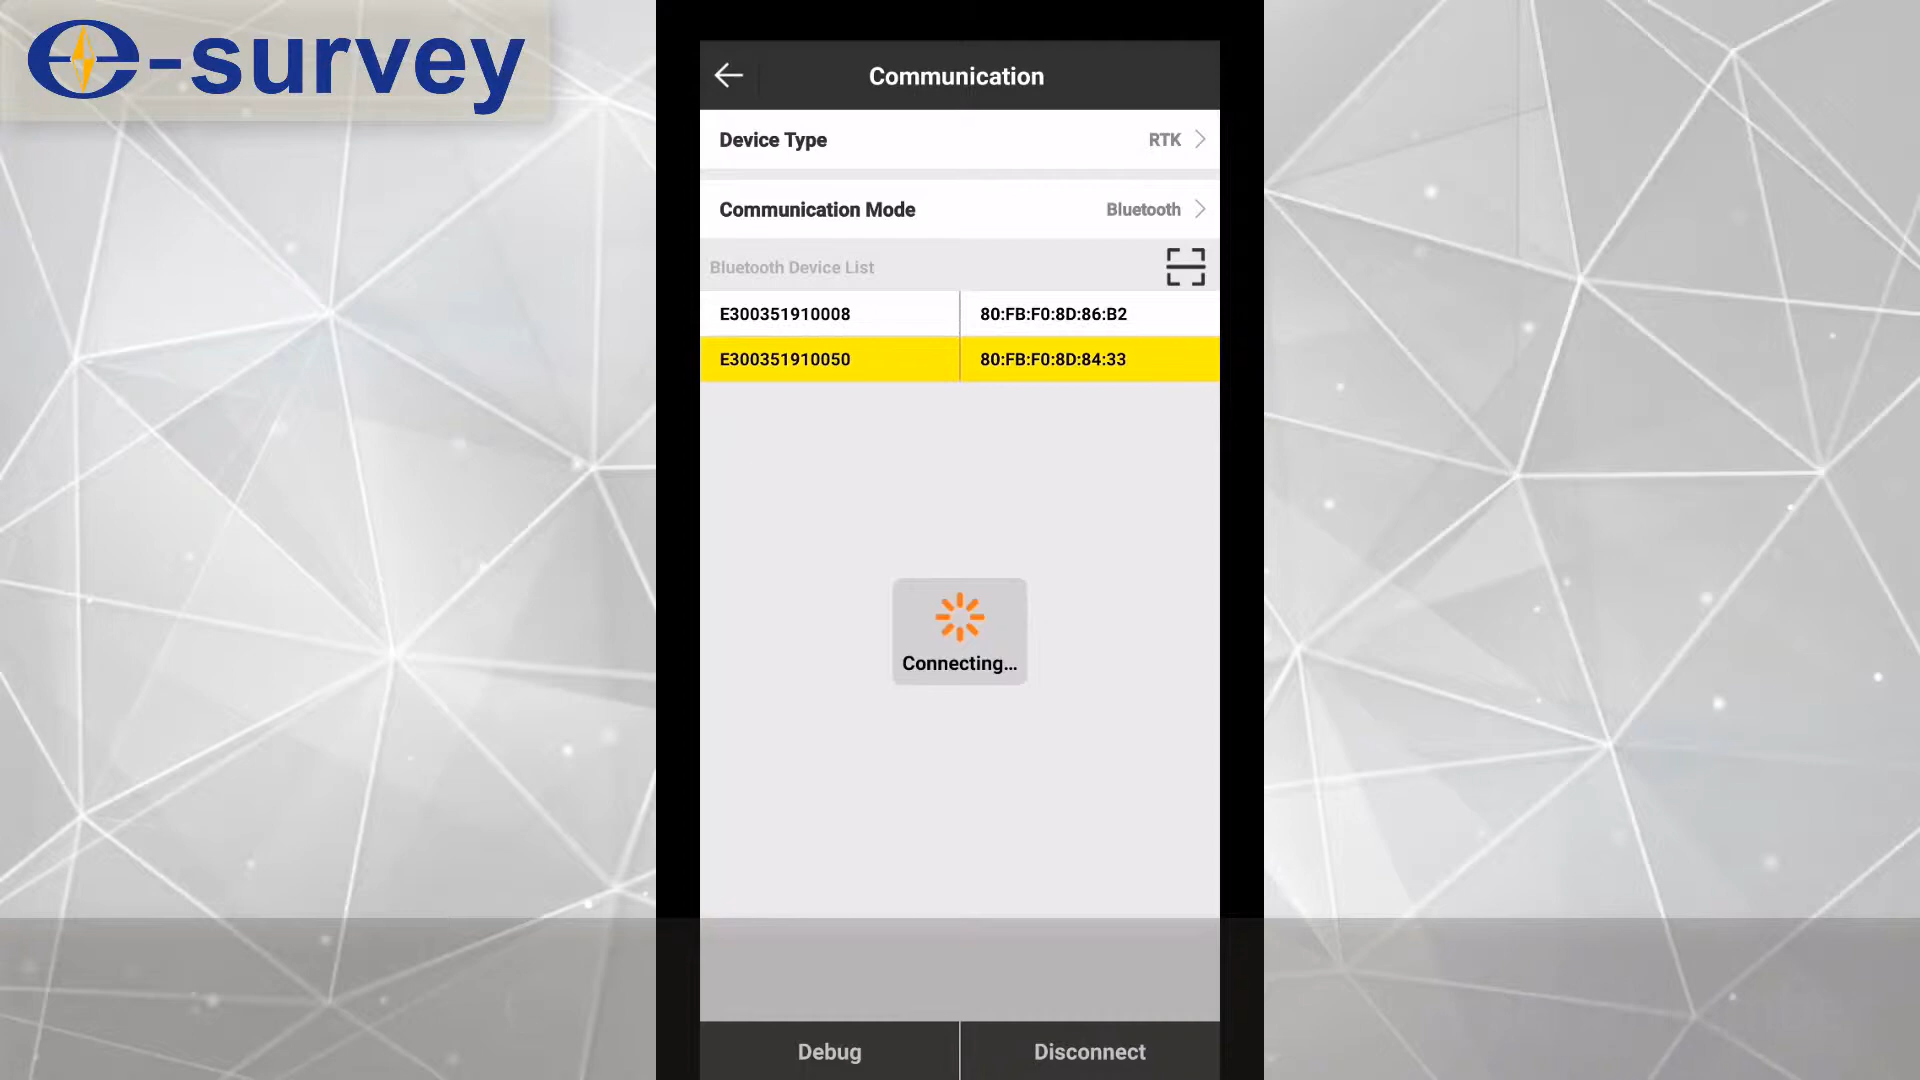 e-survey
Communication
Device Type RTK
Communication Mode Bluetooth
Bluetooth Device List
E300351910008 80:FB:F0:8D:86:B2
E300351910050 80:FB:F0:8D:84:33
Connecting...
Debug Disconnect